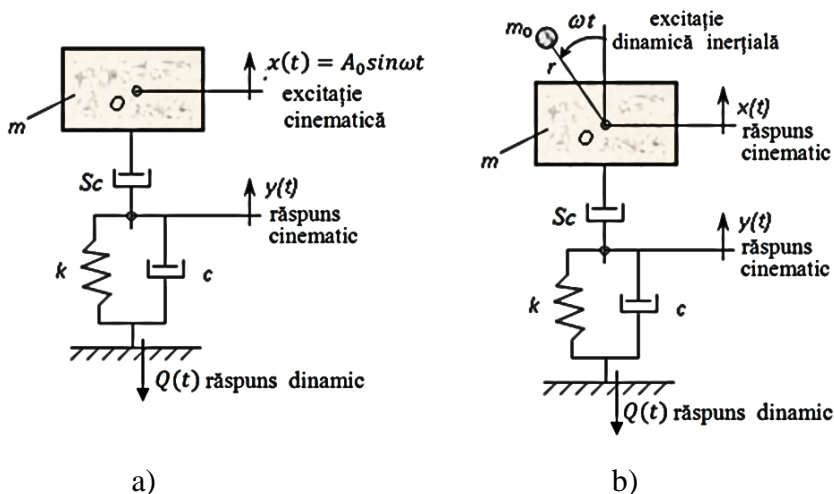 x(t) = A₀sinωt
excitație
cinematică
O
m
Sc
y(t)
răspuns
cinematic
k
c
Q(t) răspuns dinamic
a)
m₀
ωt
excitație
dinamică inerțială
r
x(t)
răspuns
cinematic
O
m
Sc
y(t)
răspuns
cinematic
k
c
Q(t) răspuns dinamic
b)